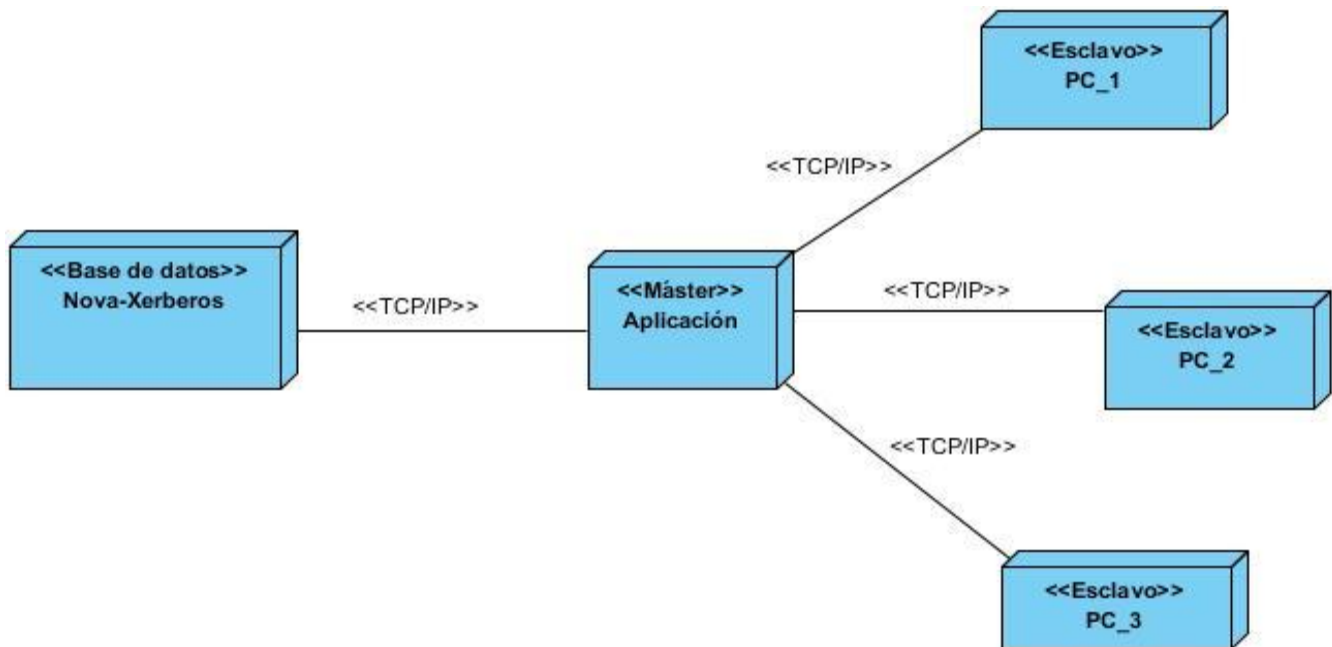 <<Esclavo>>
PC_1
<<TCP/IP>>
<<Base de datos>>
Nova-Xerberos
<<TCP/IP>>
<<Máster>>
Aplicación
<<TCP/IP>>
<<Esclavo>>
PC_2
<<TCP/IP>>
<<Esclavo>>
PC_3